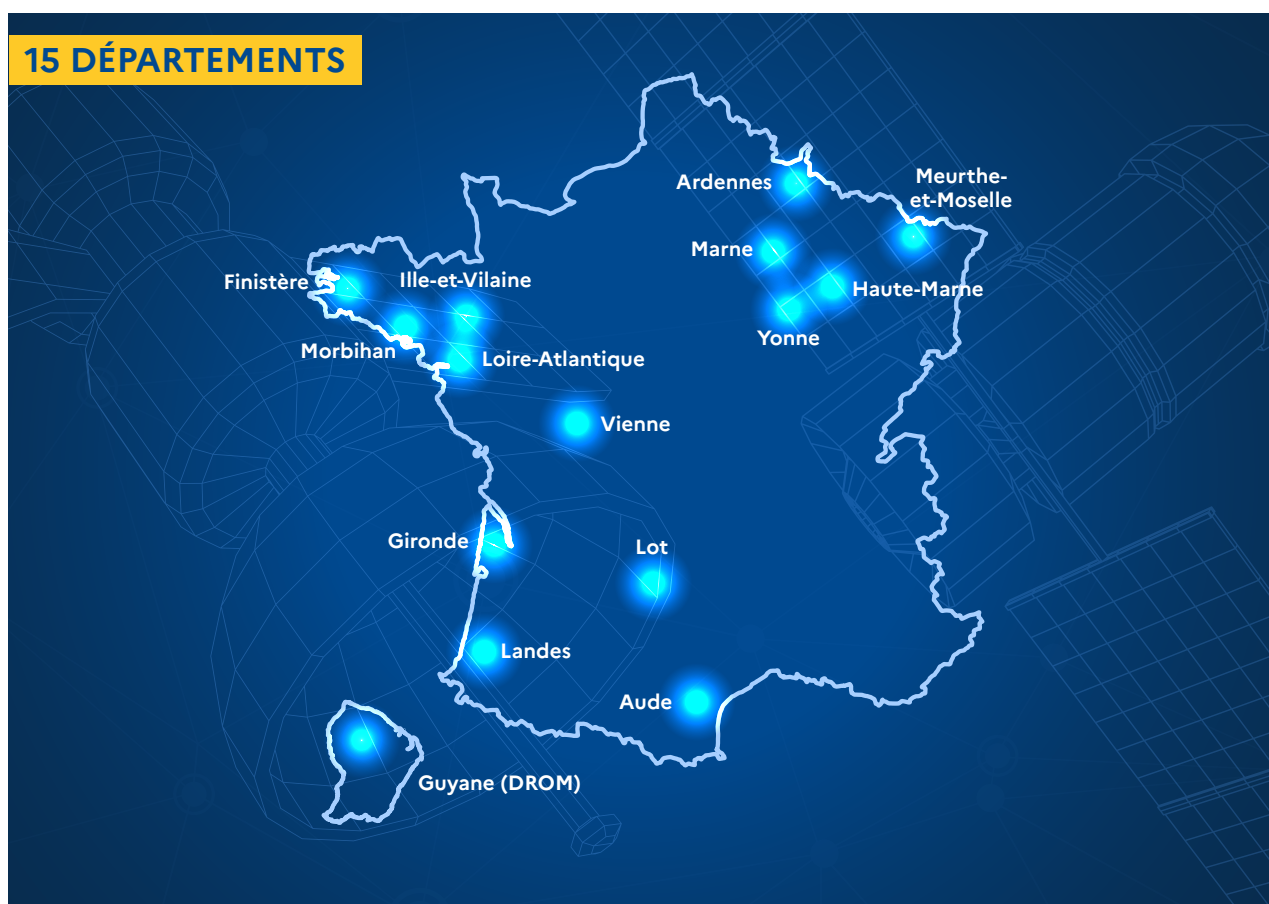 15 DÉPARTEMENTS
Ardennes
Meurthe-
et-Moselle
Marne
Finistère
Ille-et-Vilaine
Haute-Marne
Yonne
Morbihan
Loire-Atlantique
Vienne
Gironde
Lot
Landes
Aude
Guyane (DROM)